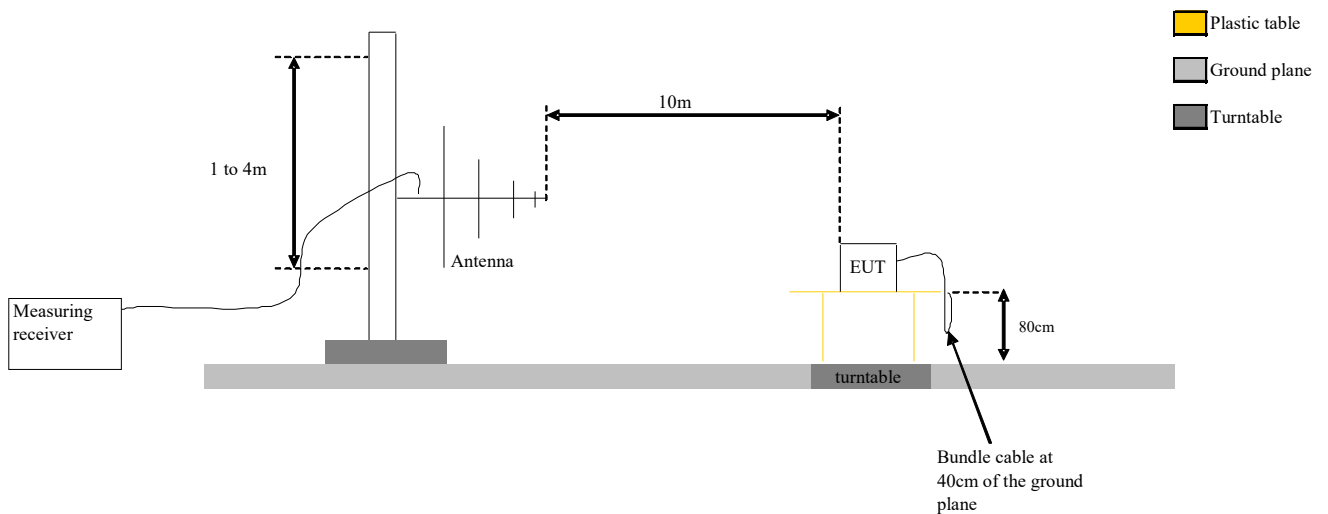 Plastic table
Ground plane
Turntable
10m
1 to 4m
Antenna
EUT
Measuring
receiver
80cm
turntable
Bundle cable at
40cm of the ground
plane